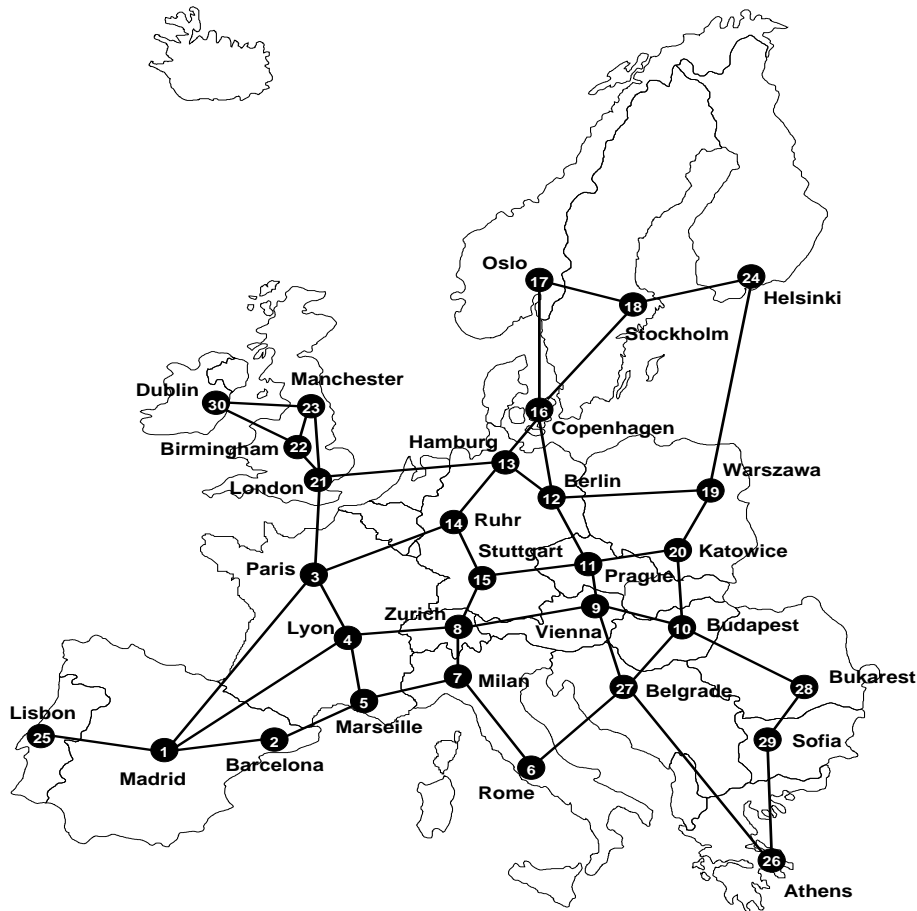 Oslo
17
24
Helsinki
18
Stockholm
Manchester
Dublin
30
23
16
Copenhagen
Hamburg
Birmingham
22
13
London
21
Berlin
12
Warszawa
19
14
Ruhr
Stuttgart
20
Katowice
Paris
3
15
11
Prague
Zurich
9
Lyon
4
8
Vienna
10
Budapest
7
Milan
27
Belgrade
28
Bukarest
5
Marseille
Lisbon
25
1
2
Madrid
Barcelona
29
Sofia
6
Rome
26
Athens